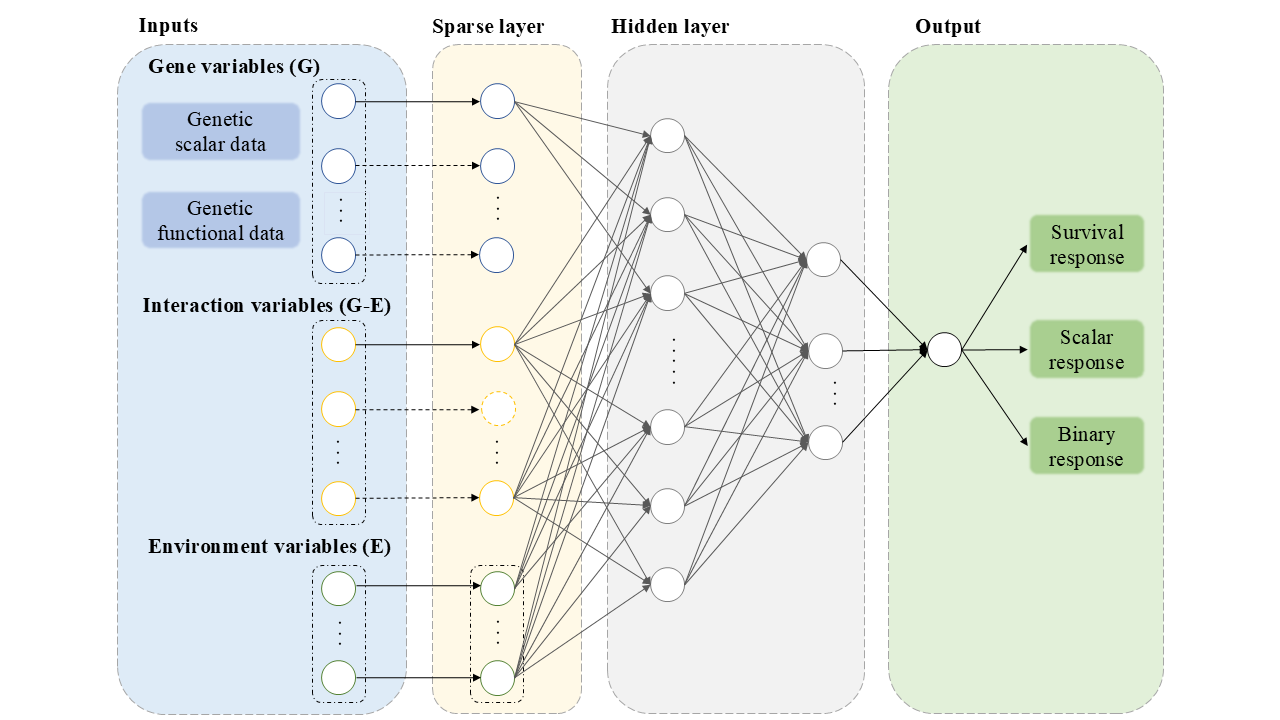 Inputs
Sparse layer
Hidden layer
Output
Gene variables (G)
Genetic
scalar data
Genetic
functional data
Interaction variables (G-E)
Environment variables (E)
Survival
response
Scalar
response
Binary
response